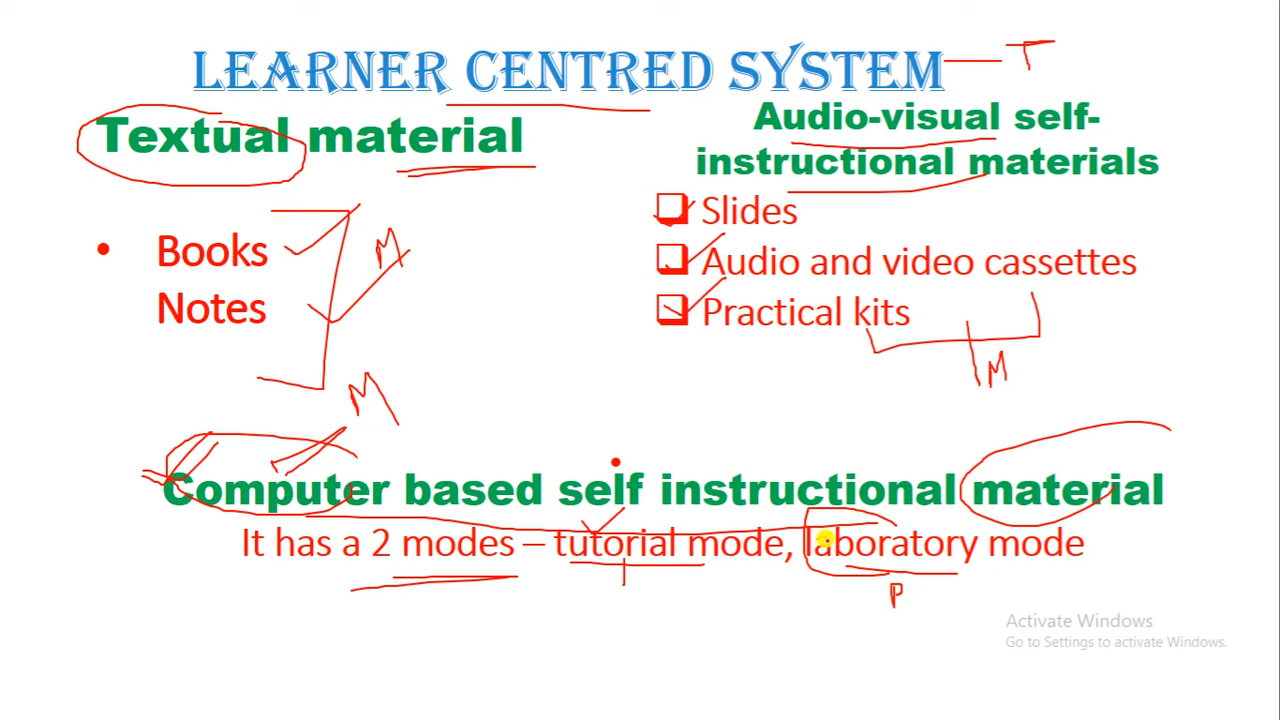 LEARNER CENTRED SYSTEM T
Textual material
Books
Notes
M
Audio-visual self-
instructional materials
Slides
Audio and video cassettes
Practical kits
M
M
Computer based self instructional material
It has a 2 modes – tutorial mode, laboratory mode
P
Activate Windows
Go to Settings to activate Windows.